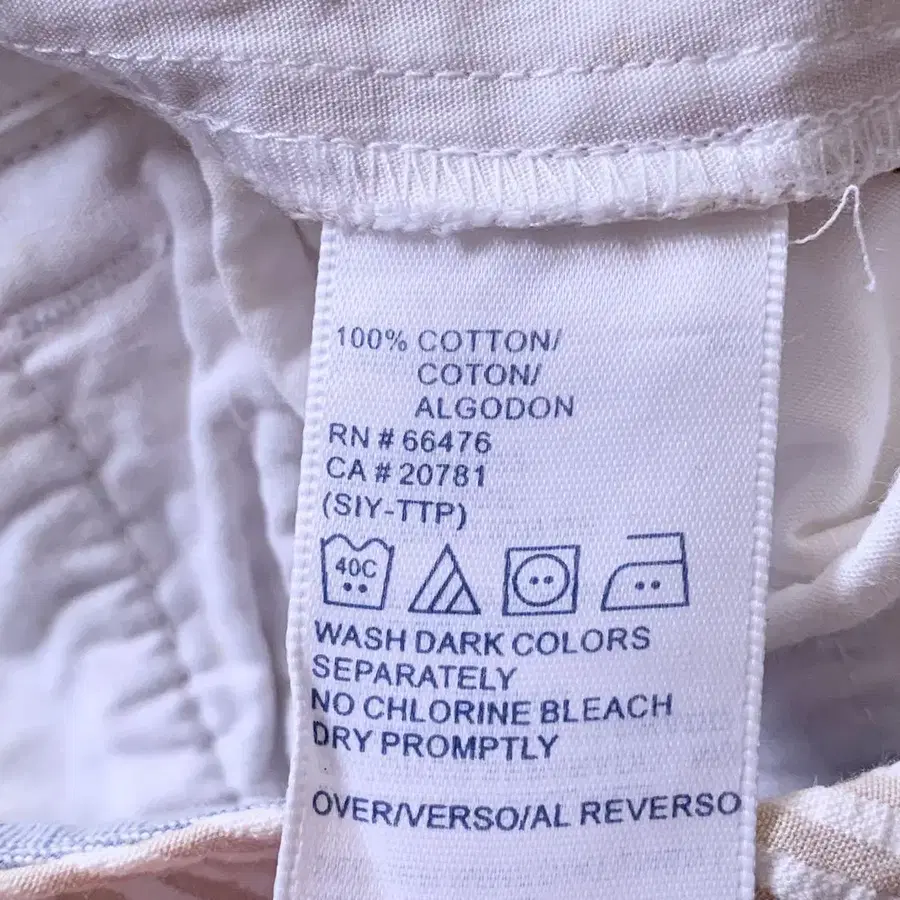 100% COTTON/
COTON/
ALGODON
RN # 66476
CA # 20781
(SIY-TTP)
40C
WASH DARK COLORS
SEPARATELY
NO CHLORINE BLEACH
DRY PROMPTLY
OVER/VERSO/AL REVERSO